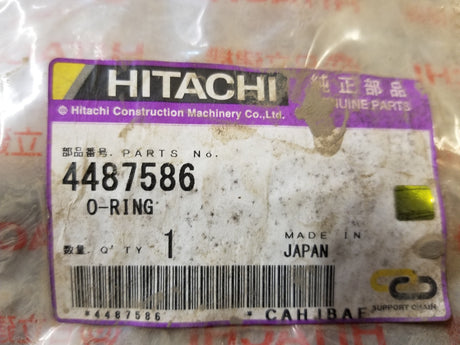 HITACHI 純正部品
© Hitachi Construction Machinery Co.,Ltd. GENUINE PARTS
部品番号. PARTS No.
4487586
O-RING
数量. Q'TY 1 MADE IN JAPAN
*4487586 * CAHJBAF
SUPPORT CHAIN